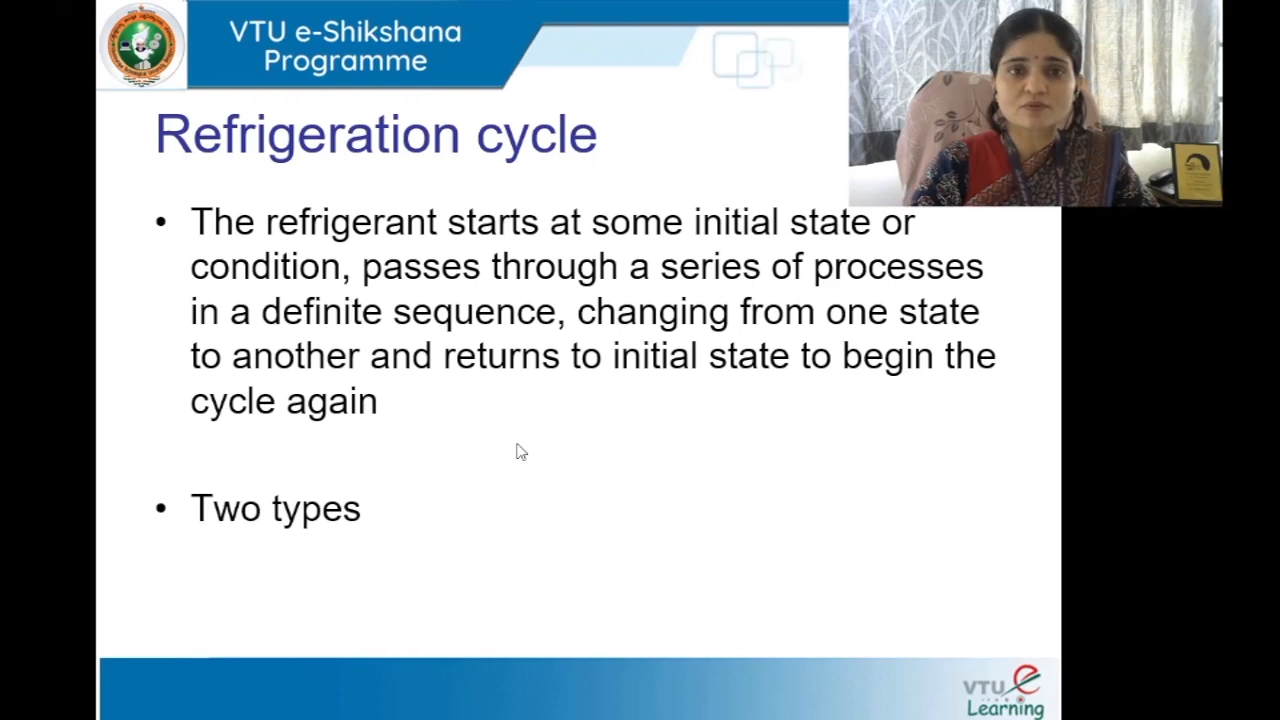 VTU e-Shikshana
Programme
Refrigeration cycle
• The refrigerant starts at some initial state or
condition, passes through a series of processes
in a definite sequence, changing from one state
to another and returns to initial state to begin the
cycle again
• Two types
VTU e
Learning